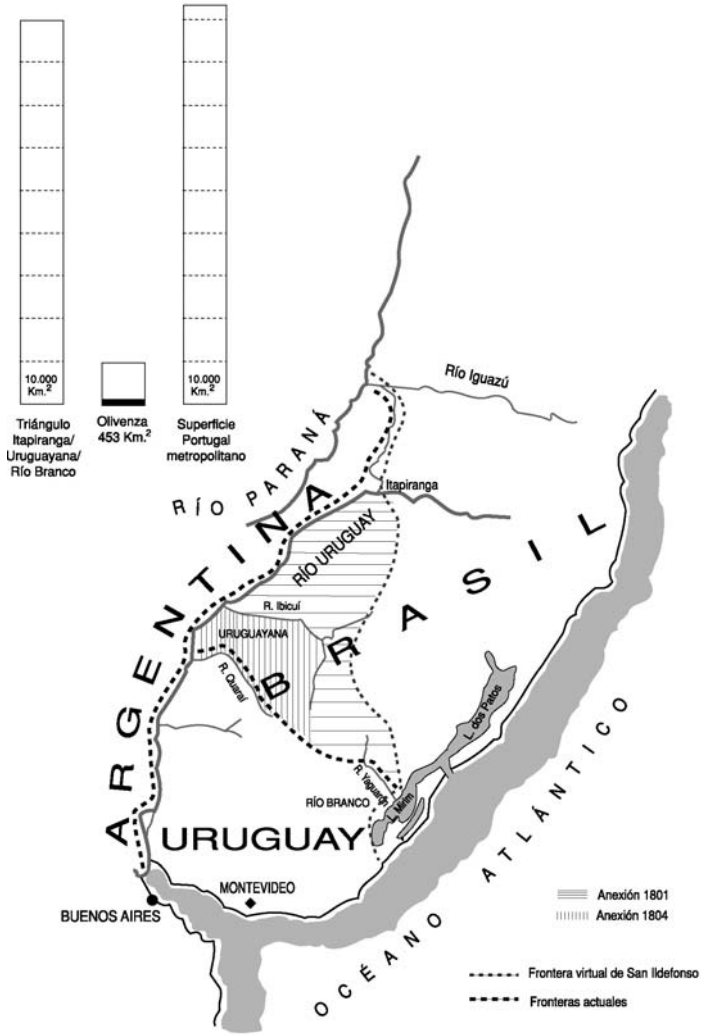 10.000
Km.²
10.000
Km.²
Triángulo
Itapiranga/
Uruguayana/
Río Branco
Olivenza
453 Km.²
Superficie
Portugal
metropolitano
Río Iguazú
RÍO PARANÁ
Itapiranga
ARGENTINA
RÍO URUGUAY
BRASIL
R. Ibicuí
URUGUAYANA
R. Quaraí
L. dos Patos
R. Yaguarón
RÍO BRANCO
L. Mirim
URUGUAY
OCÉANO ATLÁNTICO
MONTEVIDEO
BUENOS AIRES
Anexión 1801
Anexión 1804
Frontera virtual de San Ildefonso
Fronteras actuales